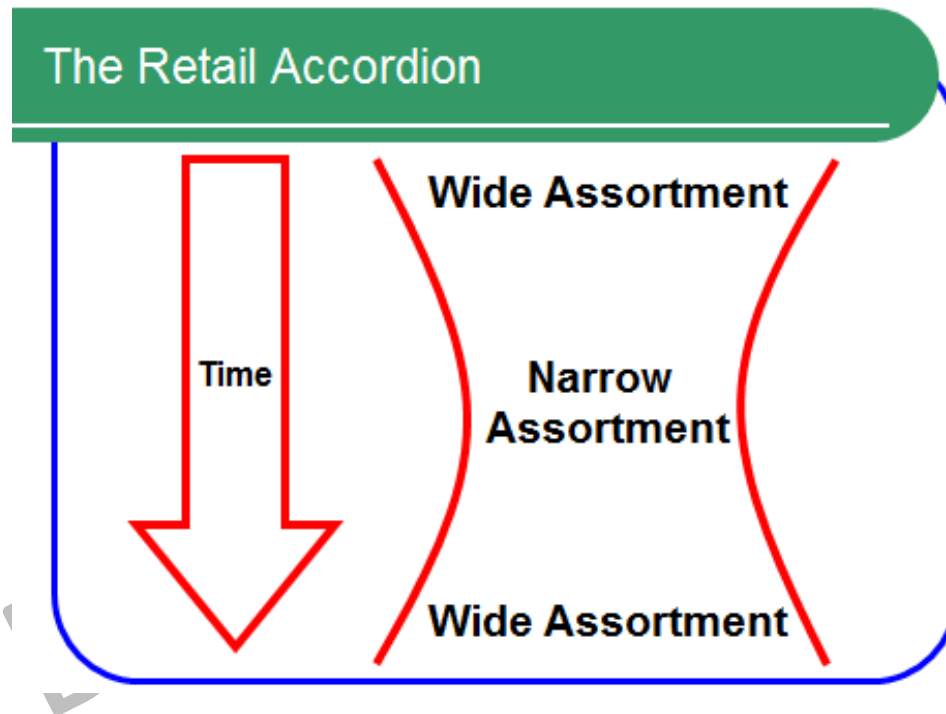 The Retail Accordion
Wide Assortment
Time
Narrow
Assortment
Wide Assortment